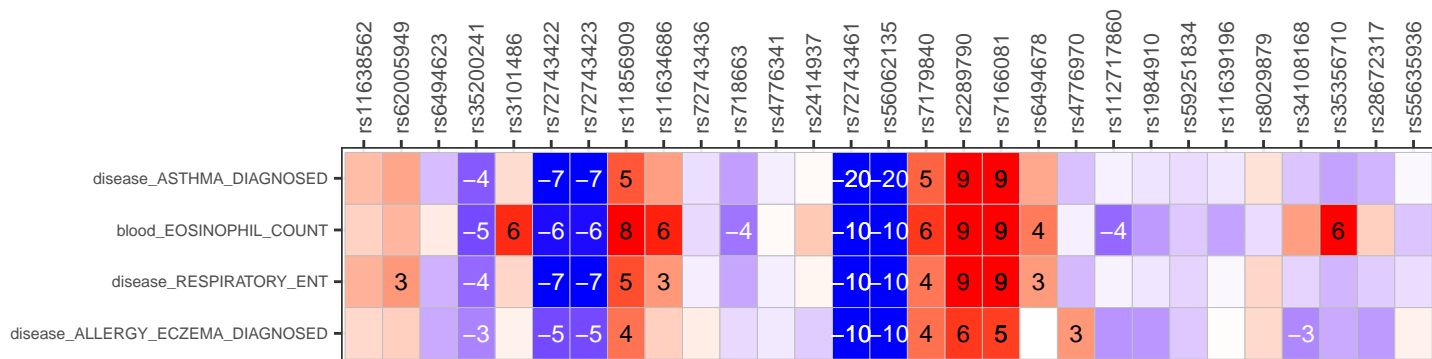 rs11638562
rs62005949
rs6494623
rs35200241
rs3101486
rs72743422
rs72743423
rs11856909
rs11634686
rs72743436
rs718663
rs4776341
rs2414937
rs72743461
rs56062135
rs7179840
rs2289790
rs7166081
rs6494678
rs4776970
rs112717860
rs1984910
rs59251834
rs11639196
rs8029879
rs34108168
rs35356710
rs28672317
rs55635936
disease_ASTHMA_DIAGNOSED −4 −7 −7 5 −20 −20 5 9 9
blood_EOSINOPHIL_COUNT −5 6 −6 −6 8 6 −4 −10 −10 6 9 9 4 −4 6
disease_RESPIRATORY_ENT 3 −4 −7 −7 5 3 −10 −10 4 9 9 3
disease_ALLERGY_ECZEMA_DIAGNOSED −3 −5 −5 4 −10 −10 4 6 5 3 −3